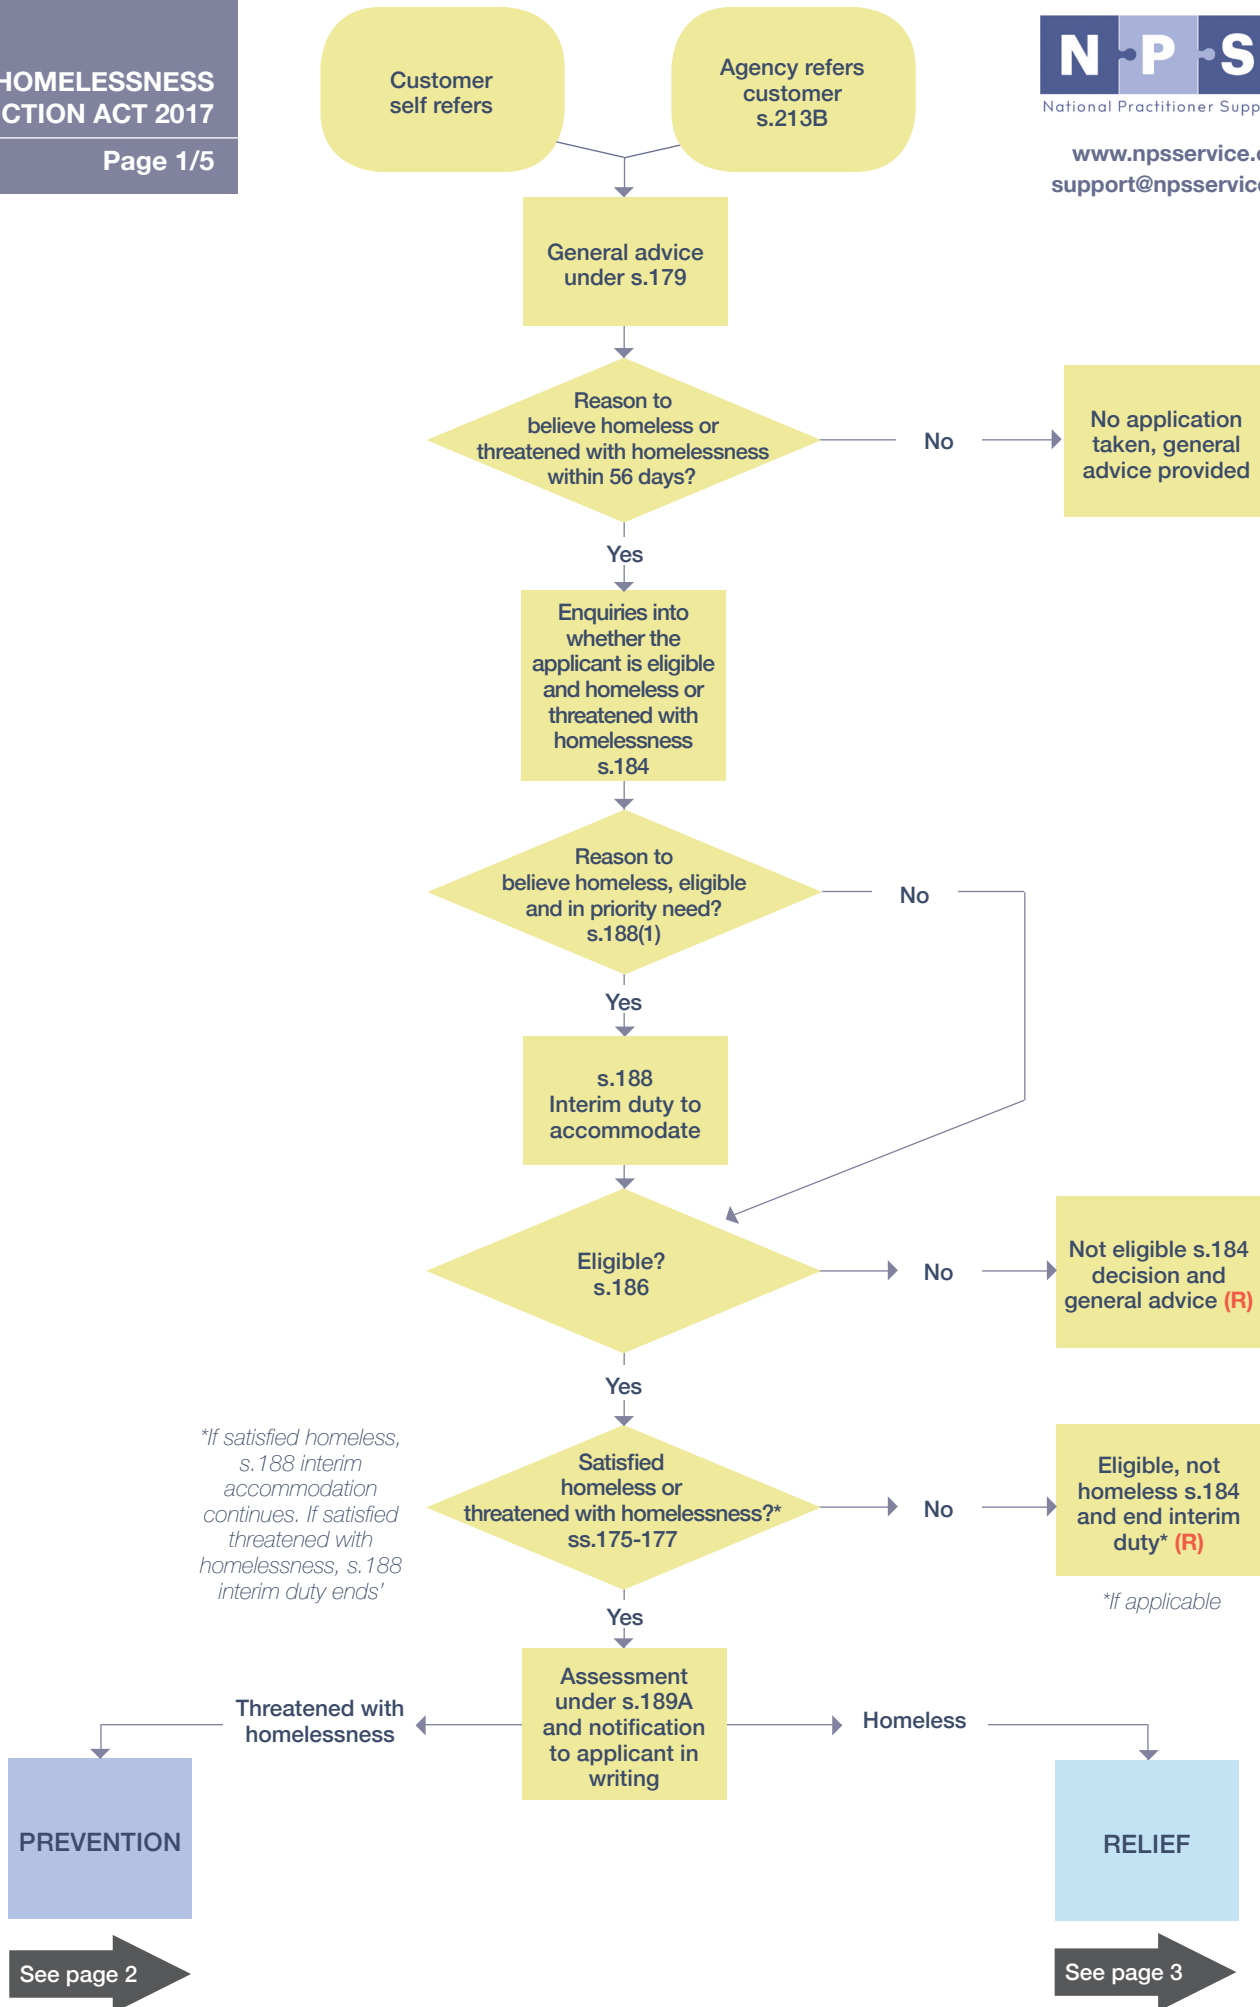 HOMELESSNESS
CTION ACT 2017
Page 1/5
Customer
self refers
Agency refers
customer
s.213B
N P S
National Practitioner Supp
www.npsservice.
support@npsservic
General advice
under s.179
Reason to
believe homeless or
threatened with homelessness
within 56 days?
No
No application
taken, general
advice provided
Yes
Enquiries into
whether the
applicant is eligible
and homeless or
threatened with
homelessness
s.184
Reason to
believe homeless, eligible
and in priority need?
s.188(1)
No
Yes
s.188
Interim duty to
accommodate
Eligible?
s.186
No
Not eligible s.184
decision and
general advice (R)
Yes
*If satisfied homeless,
s.188 interim
accommodation
continues. If satisfied
threatened with
homelessness, s.188
interim duty ends'
Satisfied
homeless or
threatened with homelessness?*
ss.175-177
No
Eligible, not
homeless s.184
and end interim
duty* (R)
*If applicable
Yes
Assessment
under s.189A
and notification
to applicant in
writing
Threatened with
homelessness
Homeless
PREVENTION
RELIEF
See page 2
See page 3